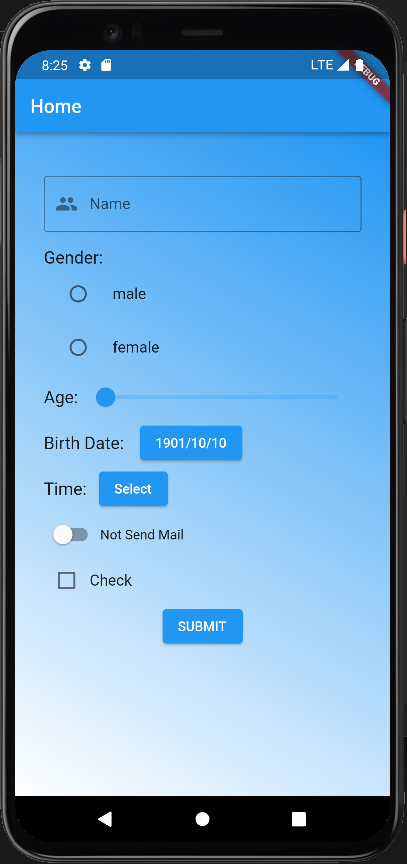 8:25 LTE
DEBUG
Home
Name
Gender:
male
female
Age:
Birth Date: 1901/10/10
Time: Select
Not Send Mail
Check
SUBMIT